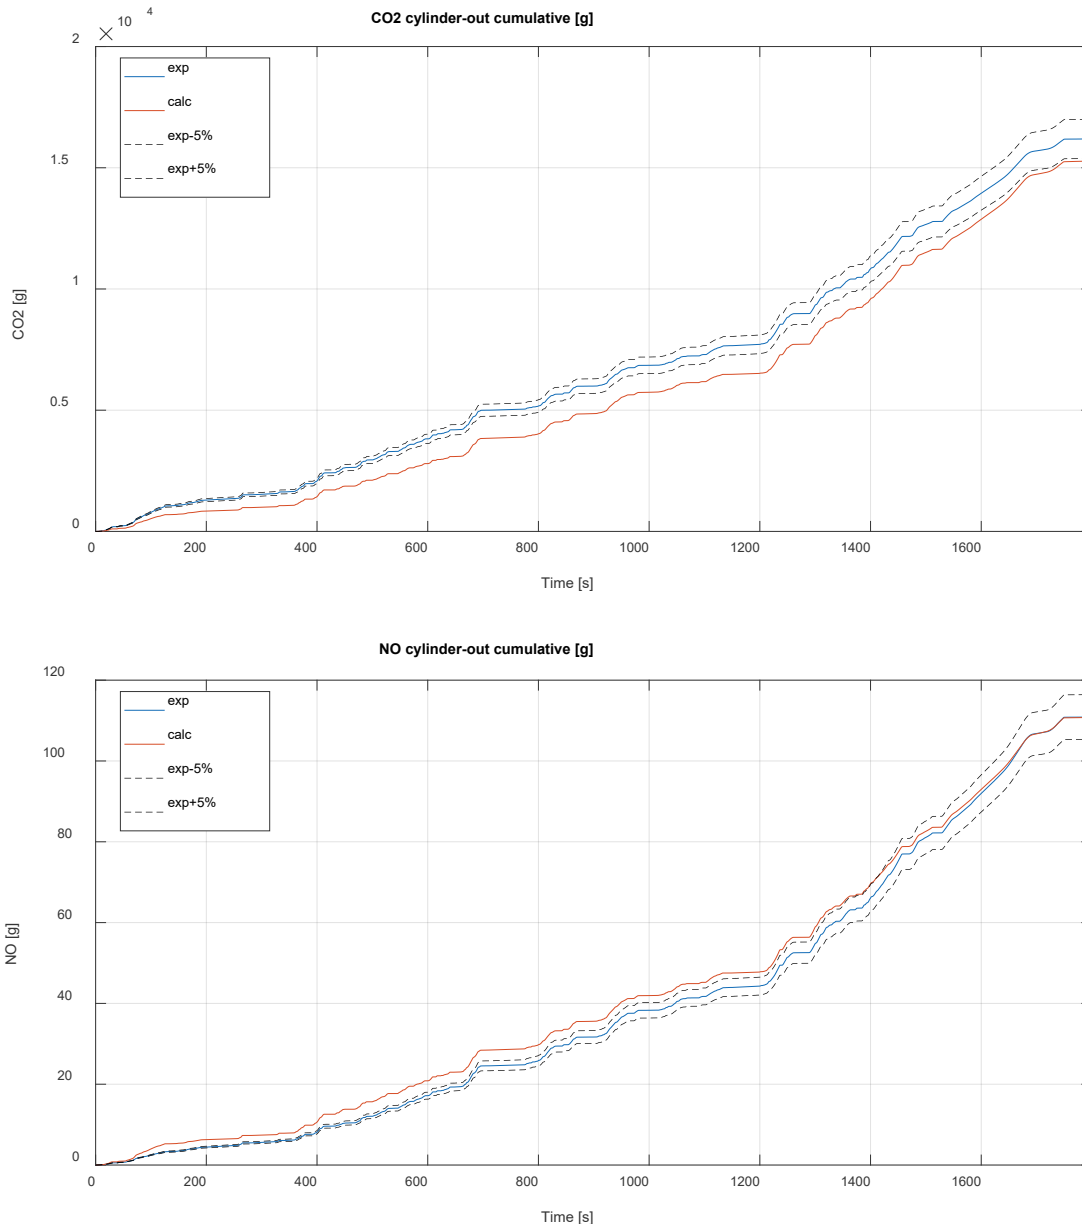 CO2 cylinder-out cumulative [g]
× 10 4
2
exp
calc
exp-5%
exp+5%
1.5
1
0.5
0
CO2 [g]
0 200 400 600 800 1000 1200 1400 1600
Time [s]
NO cylinder-out cumulative [g]
120
exp
calc
exp-5%
exp+5%
100
80
60
40
20
0
NO [g]
0 200 400 600 800 1000 1200 1400 1600
Time [s]